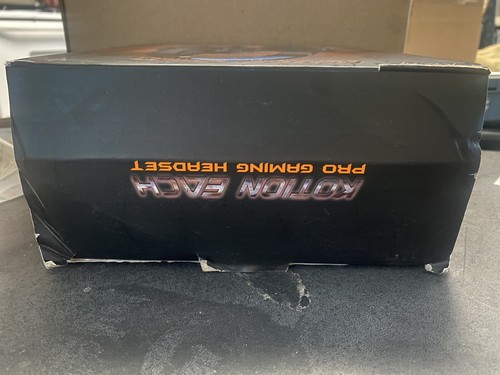 KOTION EACH
PRO GAMING HEADSET